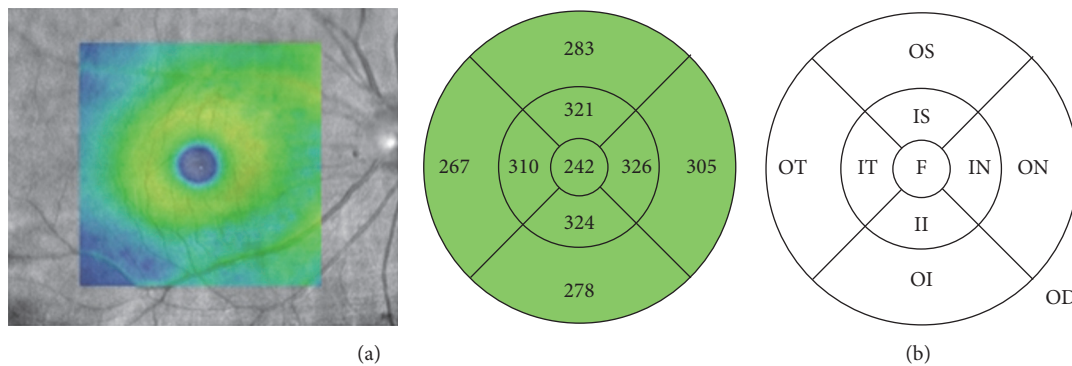 283
321
267
310
242
326
305
324
278
OS
IS
OT
IT
F
IN
ON
II
OI
OD
(a)
(b)